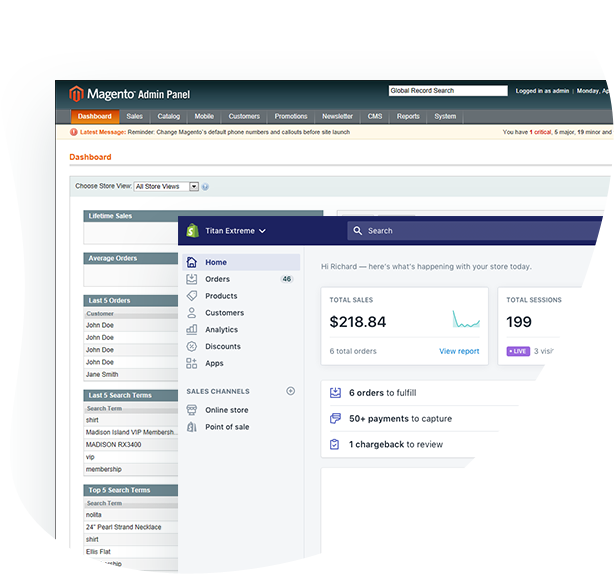 Magento Admin Panel
Global Record Search
Logged in as admin | Monday,
Dashboard Sales Catalog Mobile Customers Promotions Newsletter CMS Reports System
Latest Message: Reminder: Change Magento's default phone numbers and callouts before site launch
You have 1 critical, 5 major, 19 minor and
Dashboard
Choose Store View: All Store Views
Lifetime Sales
Average Orders
Last 5 Orders
Customer
John Doe
John Doe
John Doe
John Doe
Jane Smith
Last 5 Search Terms
Search Term
shirt
Madison Island VIP Membersh...
MADISON RX3400
vip
membership
Top 5 Search Terms
Search Term
nolita
24" Pearl Strand Necklace
shirt
Ellis Flat
Titan Extreme
Search
Home
Orders 46
Products
Customers
Analytics
Discounts
Apps
SALES CHANNELS
Online store
Point of sale
Hi Richard — here's what's happening with your store today.
TOTAL SALES
$218.84
6 total orders View report
TOTAL SESSIONS
199
LIVE 3
6 orders to fulfill
50+ payments to capture
1 chargeback to review